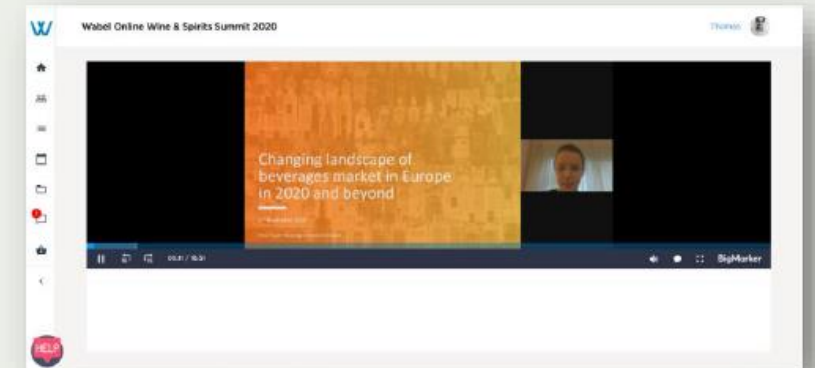 Wabel Online Wine & Spirits Summit 2020
Thomas
Changing landscape of
beverages market in Europe
in 2020 and beyond
BigMarker
HELP